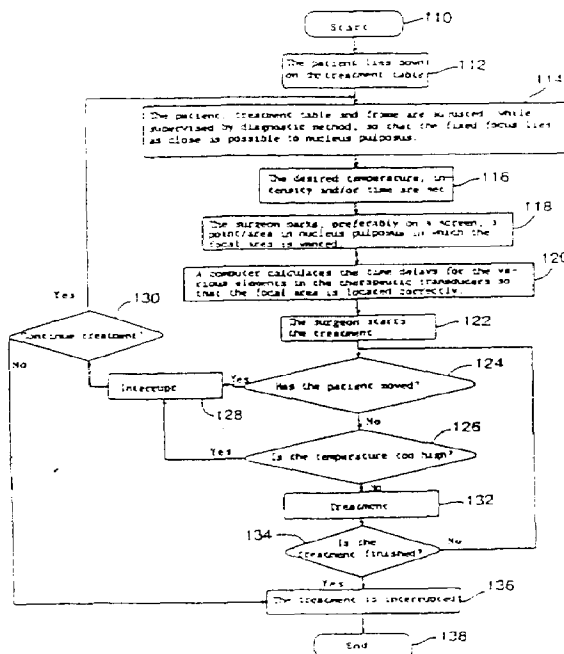 110
Start
The patient lies down
on the treatment table
112
114
The patient, treatment table and frame are adjusted, while
supervised by diagnostic method, so that the fixed focus lies
as close as possible to nucleus pulposus.
The desired temperature, in-
tensity and/or time are set
116
The surgeon marks, preferably on a screen, a
point/area in nucleus pulposus in which the
focal area is wanted.
118
120
A computer calculates the time delays for the va-
rious elements in the therapeutic transducers so
that the focal area is located correctly.
Yes
130
The surgeon starts
the treatment
122
Continue treatment?
124
No
Interrupt
Yes
Has the patient moved?
128
No
126
Yes
Is the temperature too high?
No
Treatment
132
134
Is the
treatment finished?
No
Yes
136
The treatment is interrupted
End
138